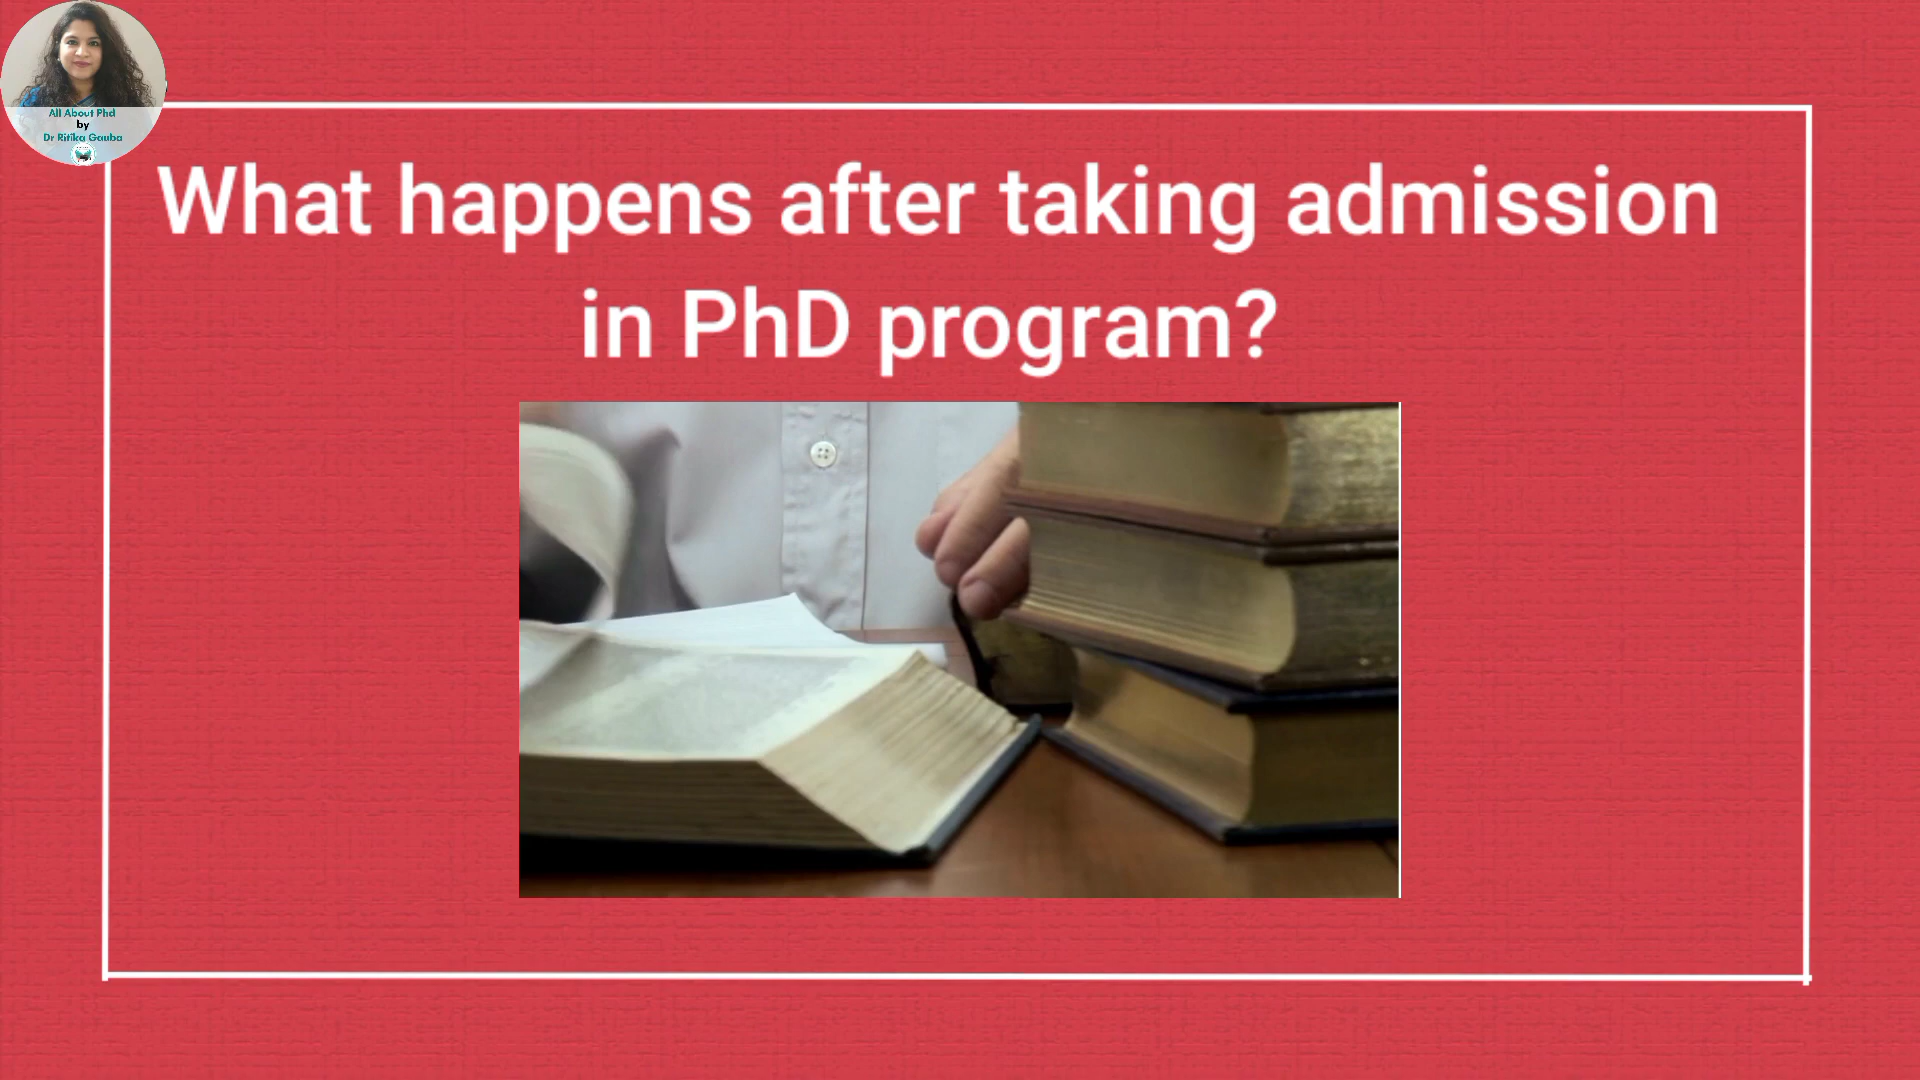 All About Phd
by
Dr Ritika Gauba
What happens after taking admission
in PhD program?